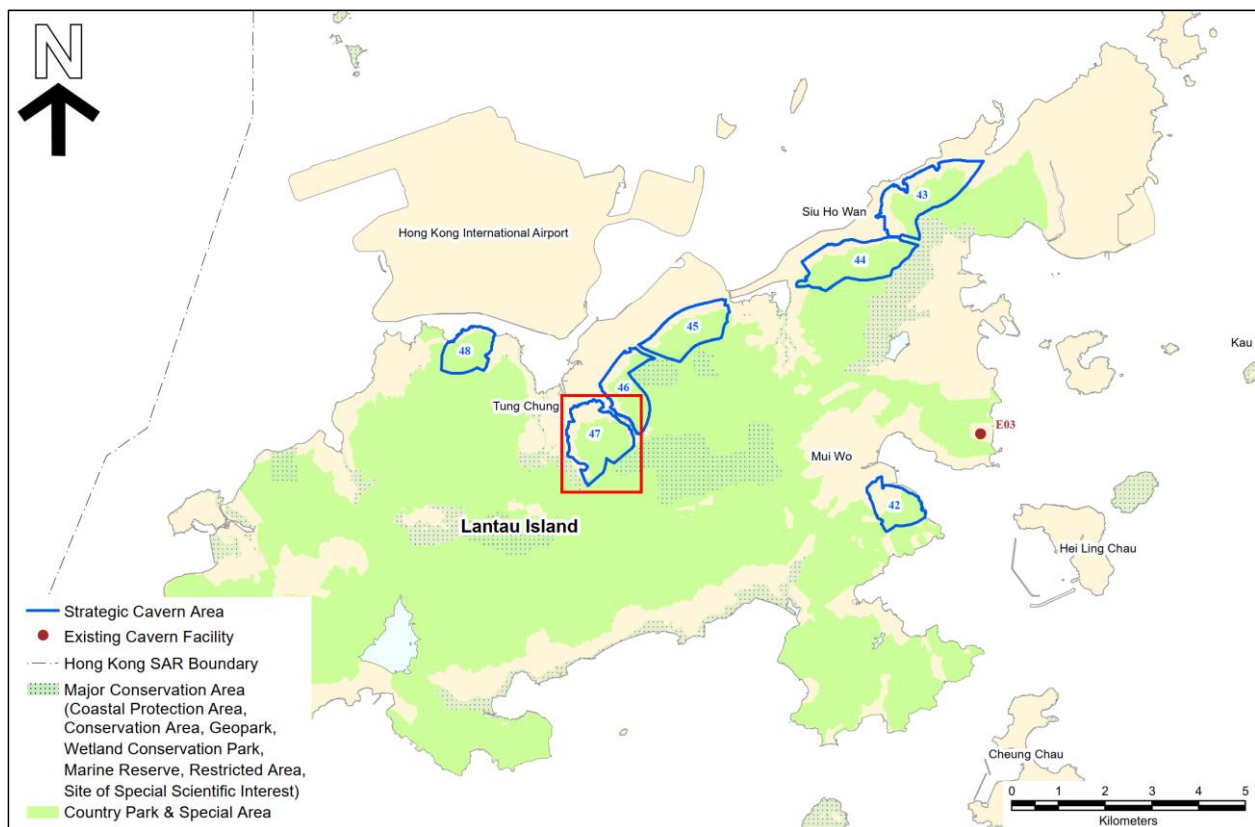 N
43
Siu Ho Wan
Hong Kong International Airport
44
45
48
Kau
46
Tung Chung
47
E03
Mui Wo
42
Lantau Island
Hei Ling Chau
Strategic Cavern Area
Existing Cavern Facility
Hong Kong SAR Boundary
Major Conservation Area
(Coastal Protection Area,
Conservation Area, Geopark,
Wetland Conservation Park,
Marine Reserve, Restricted Area,
Site of Special Scientific Interest)
Country Park & Special Area
Cheung Chau
0 1 2 3 4 5
Kilometers